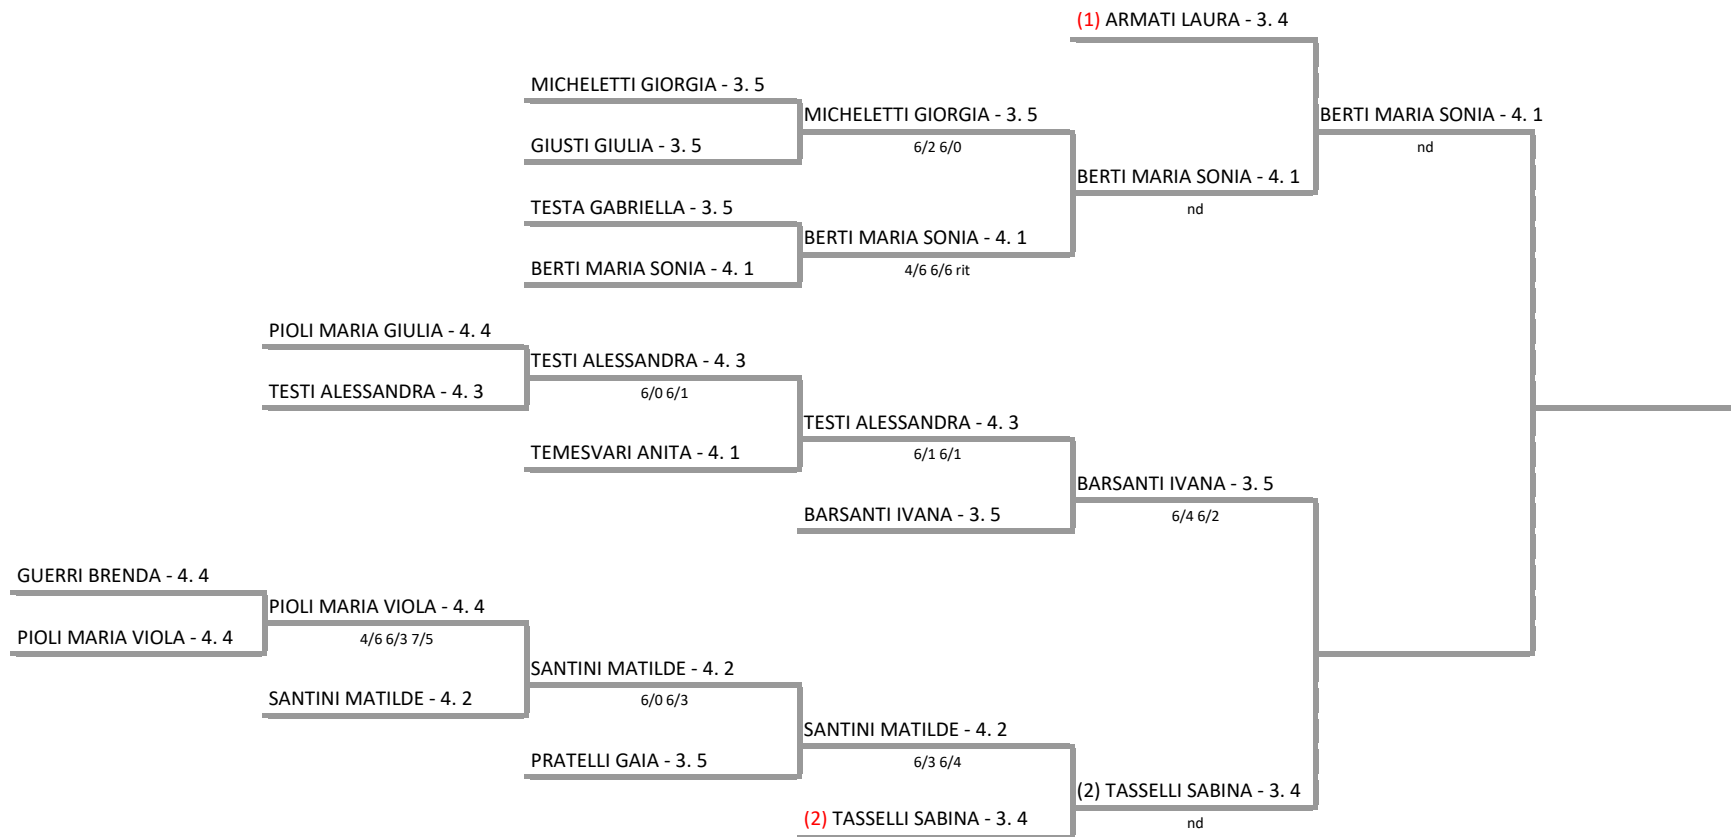 (1) ARMATI LAURA - 3. 4
MICHELETTI GIORGIA - 3. 5
MICHELETTI GIORGIA - 3. 5
BERTI MARIA SONIA - 4. 1
6/2 6/0
nd
GIUSTI GIULIA - 3. 5
BERTI MARIA SONIA - 4. 1
nd
TESTA GABRIELLA - 3. 5
BERTI MARIA SONIA - 4. 1
4/6 6/6 rit
BERTI MARIA SONIA - 4. 1
PIOLI MARIA GIULIA - 4. 4
TESTI ALESSANDRA - 4. 3
6/0 6/1
TESTI ALESSANDRA - 4. 3
TESTI ALESSANDRA - 4. 3
6/1 6/1
TEMESVARI ANITA - 4. 1
BARSANTI IVANA - 3. 5
6/4 6/2
BARSANTI IVANA - 3. 5
GUERRI BRENDA - 4. 4
PIOLI MARIA VIOLA - 4. 4
4/6 6/3 7/5
PIOLI MARIA VIOLA - 4. 4
SANTINI MATILDE - 4. 2
6/0 6/3
SANTINI MATILDE - 4. 2
SANTINI MATILDE - 4. 2
6/3 6/4
PRATELLI GAIA - 3. 5
(2) TASSELLI SABINA - 3. 4
nd
(2) TASSELLI SABINA - 3. 4